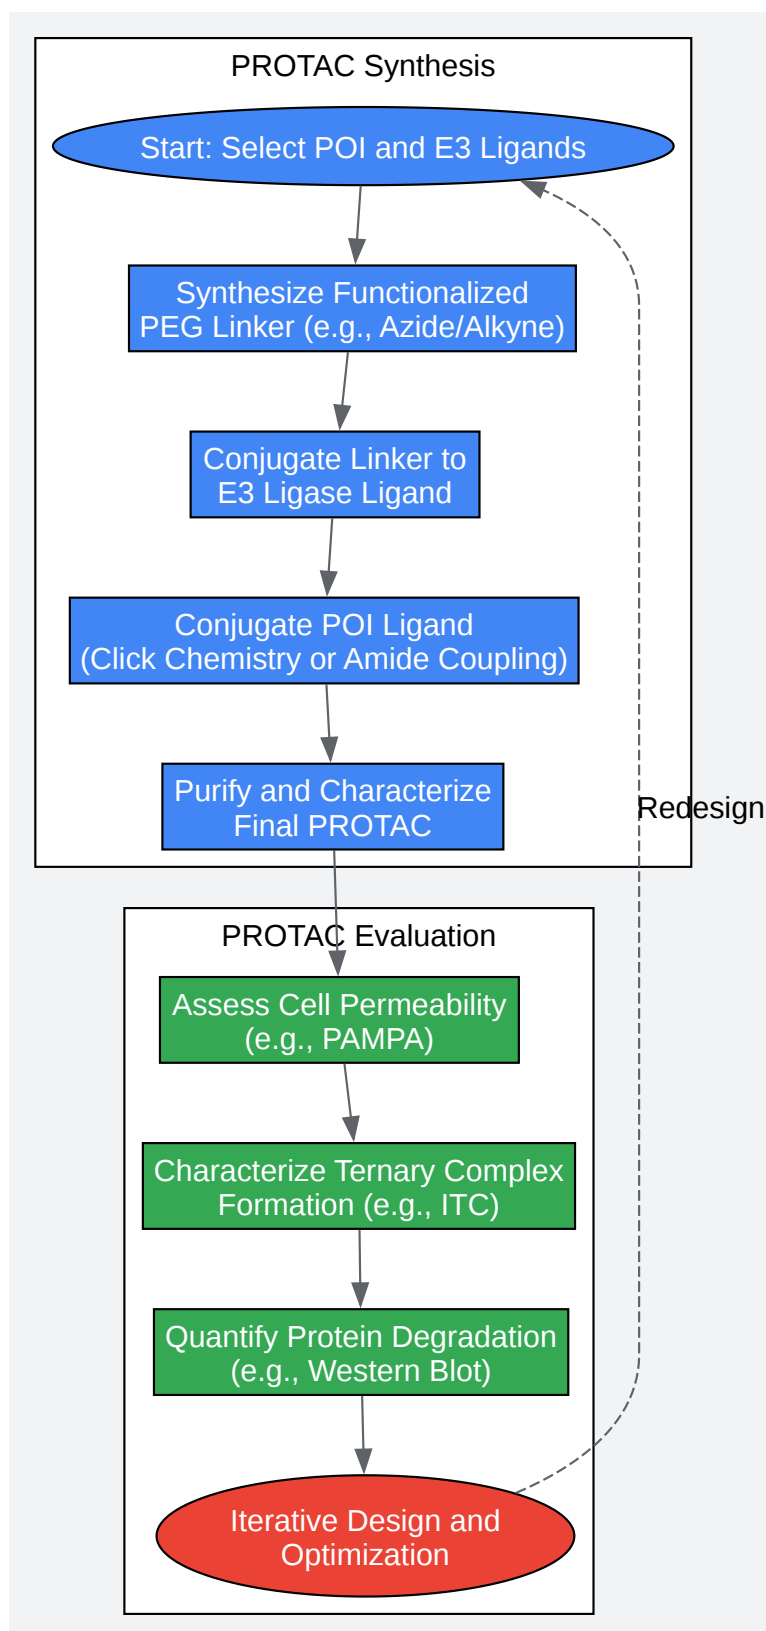 PROTAC Synthesis
Start: Select POI and E3 Ligands
Synthesize Functionalized
PEG Linker (e.g., Azide/Alkyne)
Conjugate Linker to
E3 Ligase Ligand
Conjugate POI Ligand
(Click Chemistry or Amide Coupling)
Purify and Characterize
Final PROTAC
Redesign
PROTAC Evaluation
Assess Cell Permeability
(e.g., PAMPA)
Characterize Ternary Complex
Formation (e.g., ITC)
Quantify Protein Degradation
(e.g., Western Blot)
Iterative Design and
Optimization